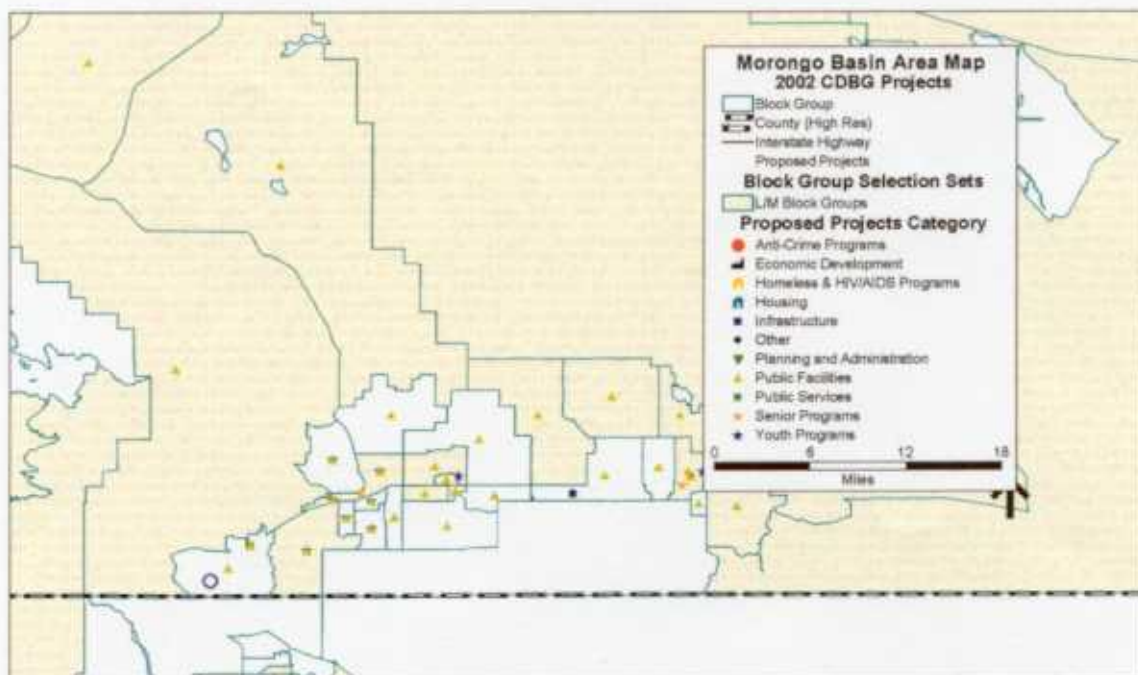 Morongo Basin Area Map
2002 CDBG Projects
Block Group
County (High Res)
Interstate Highway
Proposed Projects
Block Group Selection Sets
L/M Block Groups
Proposed Projects Category
Anti-Crime Programs
Economic Development
Homeless & HIV/AIDS Programs
Housing
Infrastructure
Other
Planning and Administration
Public Facilities
Public Services
Senior Programs
Youth Programs
0 6 12 18
Miles